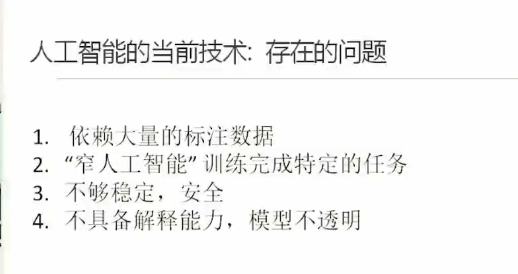 人工智能的当前技术: 存在的问题
1. 依赖大量的标注数据
2. “窄人工智能” 训练完成特定的任务
3. 不够稳定，安全
4. 不具备解释能力，模型不透明